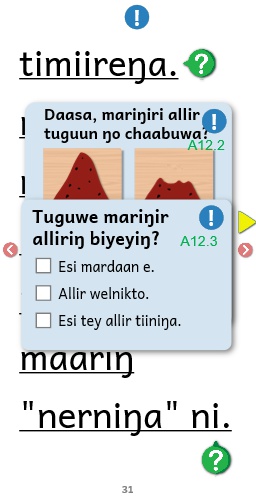 timiireŋa.
Daasa, mariŋiri allir
tuguun ŋo chaabuwa?
A12.2
Tuguwe mariŋir
alliriŋ biyeyiŋ?
A12.3
Esi mardaan e.
Allir welnikto.
Esi tey allir tiiniŋa.
maariŋ
"nerniŋa" ni.
31